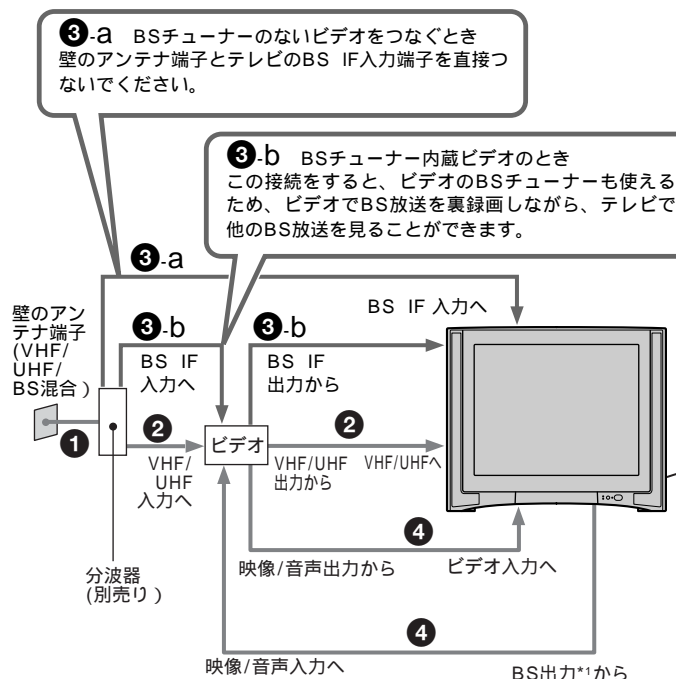 ❸-a BSチューナーのないビデオをつなぐとき
壁のアンテナ端子とテレビのBS IF入力端子を直接つ
ないでください。
❸-b BSチューナー内蔵ビデオのとき
この接続をすると、ビデオのBSチューナーも使える
ため、ビデオでBS放送を裏録画しながら、テレビで
他のBS放送を見ることができます。
❸-a
BS IF 入力へ
壁のアン
テナ端子
(VHF/
UHF/
BS混合)
❸-b
BS IF
入力へ
❸-b
BS IF
出力から
❶
❷
VHF/
UHF
入力へ
ビデオ
❷
VHF/UHF
出力から
VHF/UHFへ
❹
映像/音声出力から
ビデオ入力へ
分波器
(別売り)
❹
映像/音声入力へ
BS出力*1から